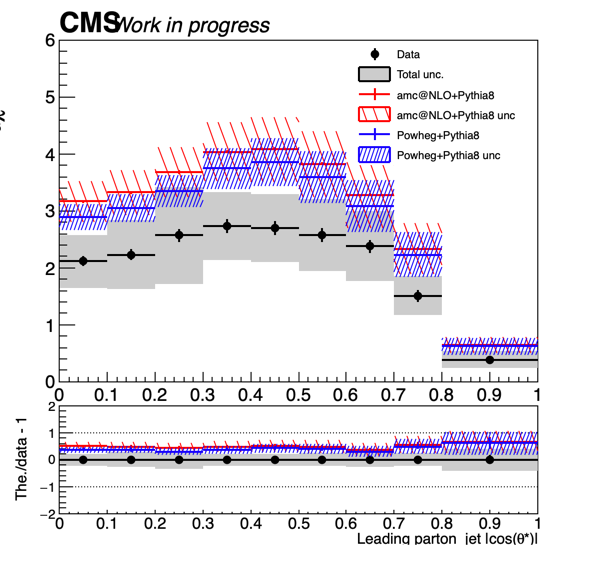 CMS Work in progress
6
5
4
3
2
1
0
Data
Total unc.
amc@NLO+Pythia8
amc@NLO+Pythia8 unc
Powheg+Pythia8
Powheg+Pythia8 unc
0 0.1 0.2 0.3 0.4 0.5 0.6 0.7 0.8 0.9 1
The./data - 1
2
1
0
−1
−2
0 0.1 0.2 0.3 0.4 0.5 0.6 0.7 0.8 0.9 1
Leading parton jet |cos(θ*)|